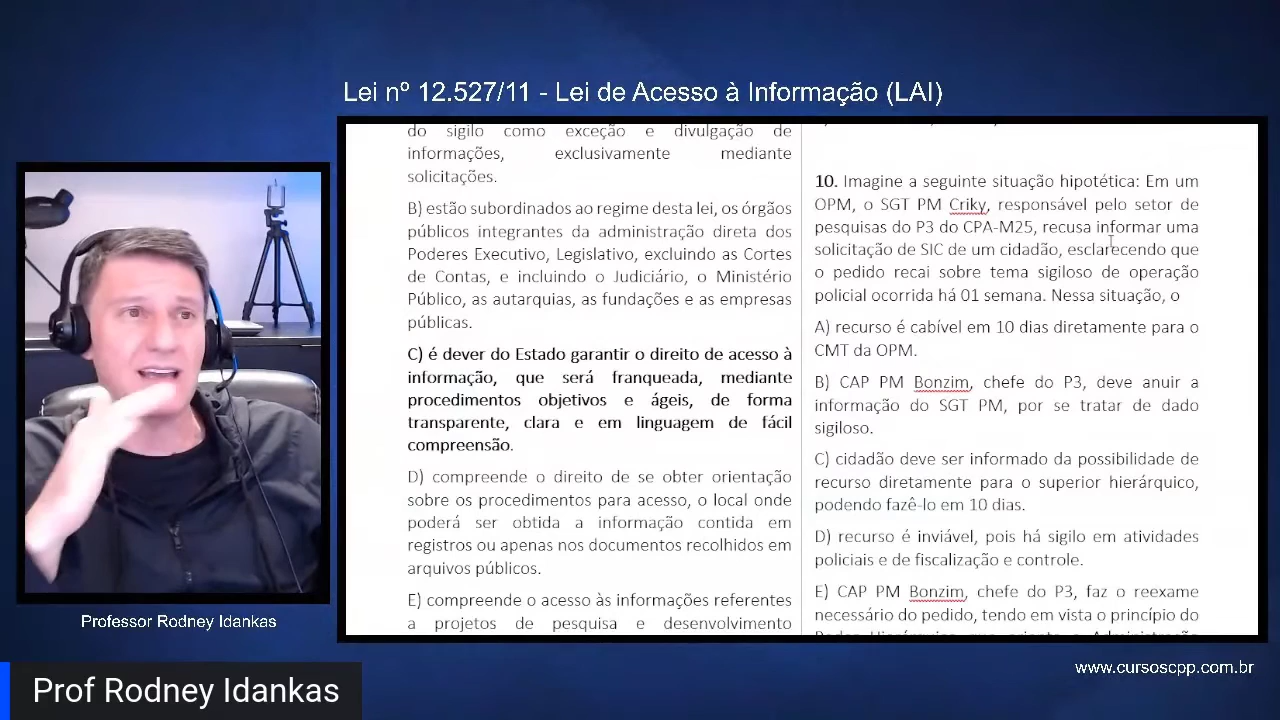 Lei nº 12.527/11 - Lei de Acesso à Informação (LAI)
do sigilo como exceção e divulgação de
informações, exclusivamente mediante
solicitações.
B) estão subordinados ao regime desta lei, os órgãos
públicos integrantes da administração direta dos
Poderes Executivo, Legislativo, excluindo as Cortes
de Contas, e incluindo o Judiciário, o Ministério
Público, as autarquias, as fundações e as empresas
públicas.
C) é dever do Estado garantir o direito de acesso à
informação, que será franqueada, mediante
procedimentos objetivos e ágeis, de forma
transparente, clara e em linguagem de fácil
compreensão.
D) compreende o direito de se obter orientação
sobre os procedimentos para acesso, o local onde
poderá ser obtida a informação contida em
registros ou apenas nos documentos recolhidos em
arquivos públicos.
E) compreende o acesso às informações referentes
a projetos de pesquisa e desenvolvimento
10. Imagine a seguinte situação hipotética: Em um
OPM, o SGT PM Criky, responsável pelo setor de
pesquisas do P3 do CPA-M25, recusa informar uma
solicitação de SIC de um cidadão, esclarecendo que
o pedido recai sobre tema sigiloso de operação
policial ocorrida há 01 semana. Nessa situação, o
A) recurso é cabível em 10 dias diretamente para o
CMT da OPM.
B) CAP PM Bonzim, chefe do P3, deve anuir a
informação do SGT PM, por se tratar de dado
sigiloso.
C) cidadão deve ser informado da possibilidade de
recurso diretamente para o superior hierárquico,
podendo fazê-lo em 10 dias.
D) recurso é inviável, pois há sigilo em atividades
policiais e de fiscalização e controle.
E) CAP PM Bonzim, chefe do P3, faz o reexame
necessário do pedido, tendo em vista o princípio do
Professor Rodney Idankas
www.cursoscpp.com.br
Prof Rodney Idankas